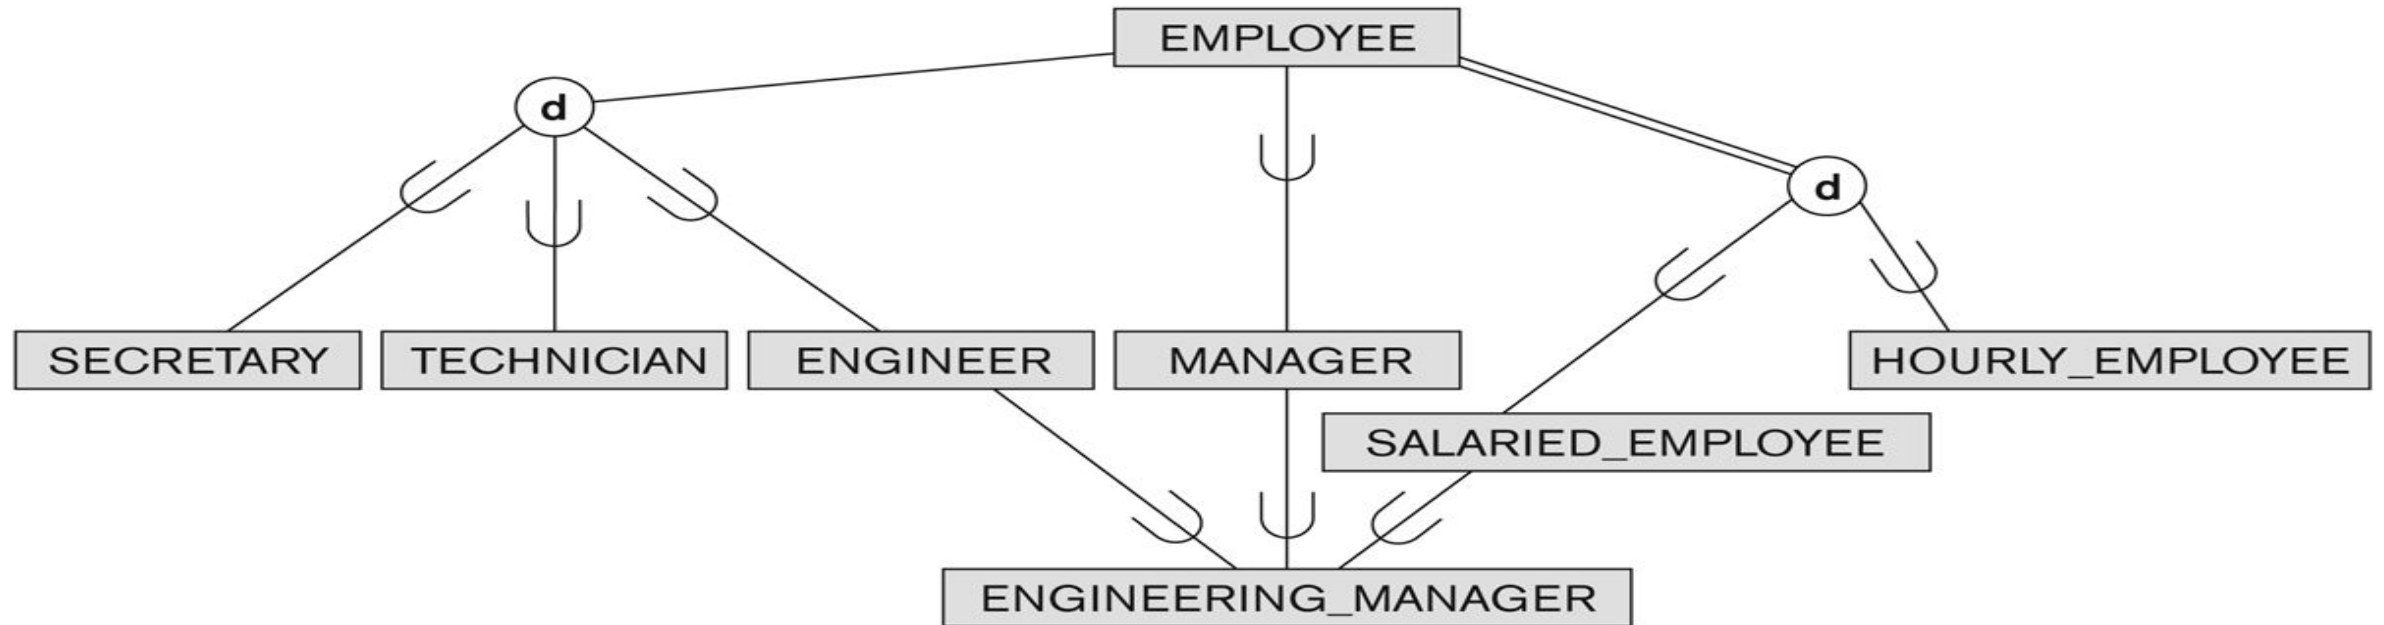 EMPLOYEE
d
d
SECRETARY
TECHNICIAN
ENGINEER
MANAGER
HOURLY_EMPLOYEE
SALARIED_EMPLOYEE
ENGINEERING_MANAGER